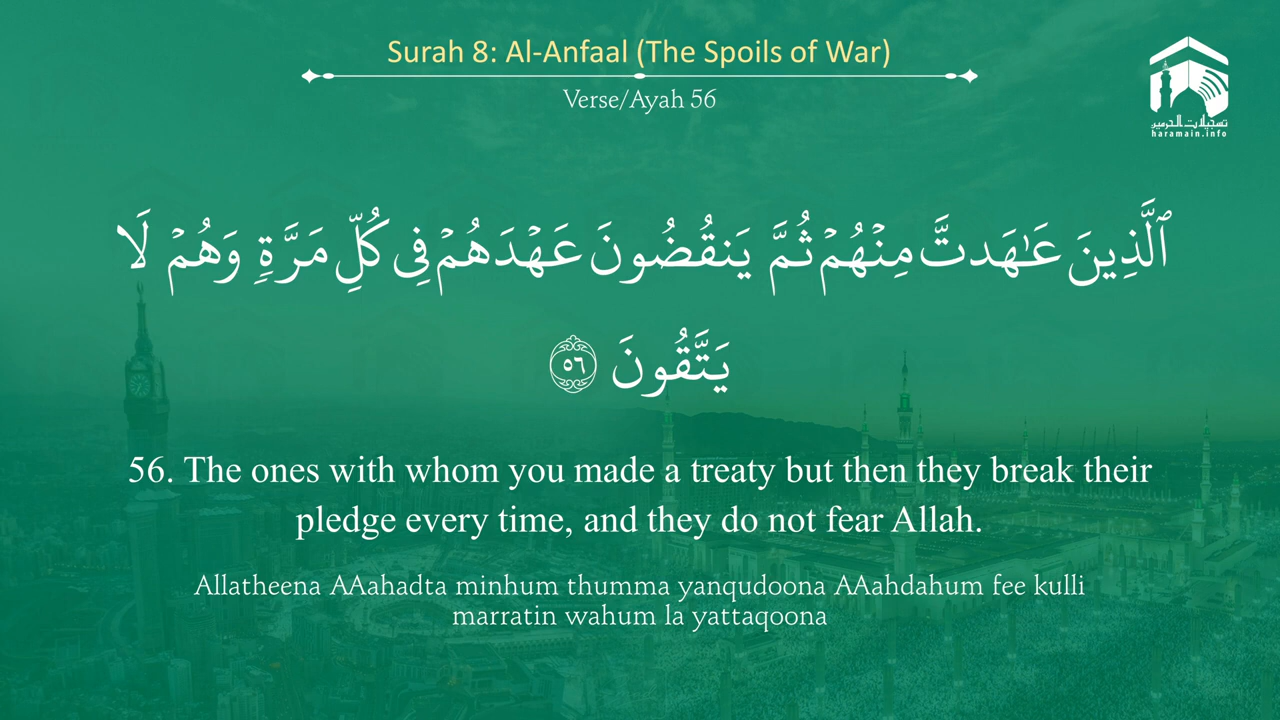 Surah 8: Al-Anfaal (The Spoils of War)
Verse/Ayah 56
تسجيلات الحرمين
haramain.info
ٱلَّذِينَ عَـٰهَدتَّ مِنۡهُمۡ ثُمَّ يَنقُضُونَ عَهۡدَهُمۡ فِى كُلِّ مَرَّةٍۢ وَهُمۡ لَا
يَتَّقُونَ ٥٦
56. The ones with whom you made a treaty but then they break their
pledge every time, and they do not fear Allah.
Allatheena AAahadta minhum thumma yanqudoona AAahdahum fee kulli
marratin wahum la yattaqoona